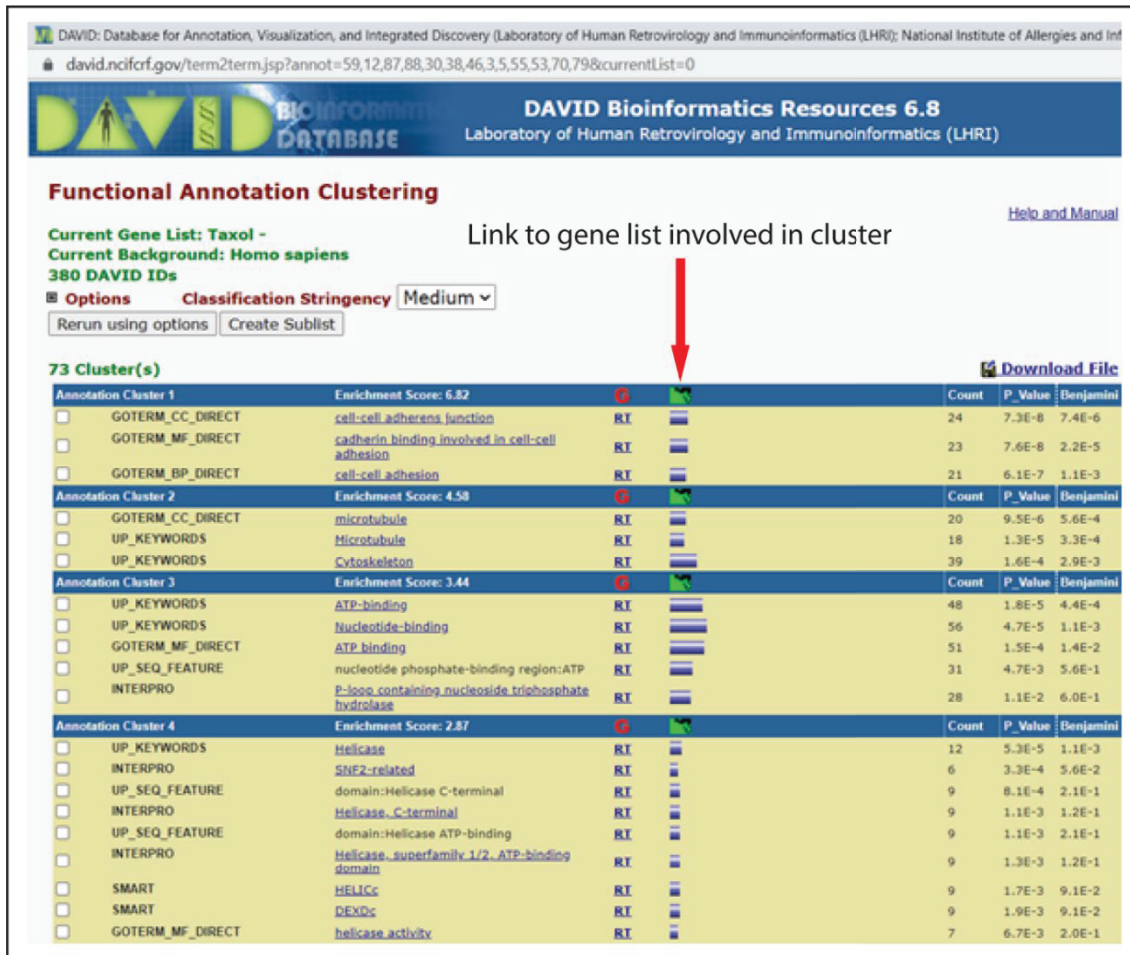 DAVID: Database for Annotation, Visualization, and Integrated Discovery (Laboratory of Human Retrovirology and Immunoinformatics (LHRI); National Institute of Allergies and Inf
david.ncifcrf.gov/term2term.jsp?annot=59,12,87,88,30,38,46,3,5,55,53,70,79&currentList=0
DAVID BIOINFORMATICS DATABASE
DAVID Bioinformatics Resources 6.8
Laboratory of Human Retrovirology and Immunoinformatics (LHRI)
Functional Annotation Clustering
Help and Manual
Link to gene list involved in cluster
Current Gene List: Taxol -
Current Background: Homo sapiens
380 DAVID IDs
Options Classification Stringency Medium
Rerun using options Create Sublist
73 Cluster(s) Download File
Annotation Cluster 1 Enrichment Score: 6.82 G Count P_Value Benjamini
GOTERM_CC_DIRECT cell-cell adherens junction RT 24 7.3E-8 7.4E-6
GOTERM_MF_DIRECT cadherin binding involved in cell-cell
adhesion RT 23 7.6E-8 2.2E-5
GOTERM_BP_DIRECT cell-cell adhesion RT 21 6.1E-7 1.1E-3
Annotation Cluster 2 Enrichment Score: 4.58 G Count P_Value Benjamini
GOTERM_CC_DIRECT microtubule RT 20 9.5E-6 5.6E-4
UP_KEYWORDS Microtubule RT 18 1.3E-5 3.3E-4
UP_KEYWORDS Cytoskeleton RT 39 1.6E-4 2.9E-3
Annotation Cluster 3 Enrichment Score: 3.44 G Count P_Value Benjamini
UP_KEYWORDS ATP-binding RT 48 1.8E-5 4.4E-4
UP_KEYWORDS Nucleotide-binding RT 56 4.7E-5 1.1E-3
GOTERM_MF_DIRECT ATP binding RT 51 1.5E-4 1.4E-2
UP_SEQ_FEATURE nucleotide phosphate-binding region:ATP RT 31 4.7E-3 5.6E-1
INTERPRO P-loop containing nucleoside triphosphate
hydrolase RT 28 1.1E-2 6.0E-1
Annotation Cluster 4 Enrichment Score: 2.87 G Count P_Value Benjamini
UP_KEYWORDS Helicase RT 12 5.3E-5 1.1E-3
INTERPRO SNF2-related RT 6 3.3E-4 5.6E-2
UP_SEQ_FEATURE domain:Helicase C-terminal RT 9 8.1E-4 2.1E-1
INTERPRO Helicase, C-terminal RT 9 1.1E-3 1.2E-1
UP_SEQ_FEATURE domain:Helicase ATP-binding RT 9 1.1E-3 2.1E-1
INTERPRO Helicase, superfamily 1/2, ATP-binding
domain RT 9 1.3E-3 1.2E-1
SMART HELICc RT 9 1.7E-3 9.1E-2
SMART DEXDc RT 9 1.9E-3 9.1E-2
GOTERM_MF_DIRECT helicase activity RT 7 6.7E-3 2.0E-1